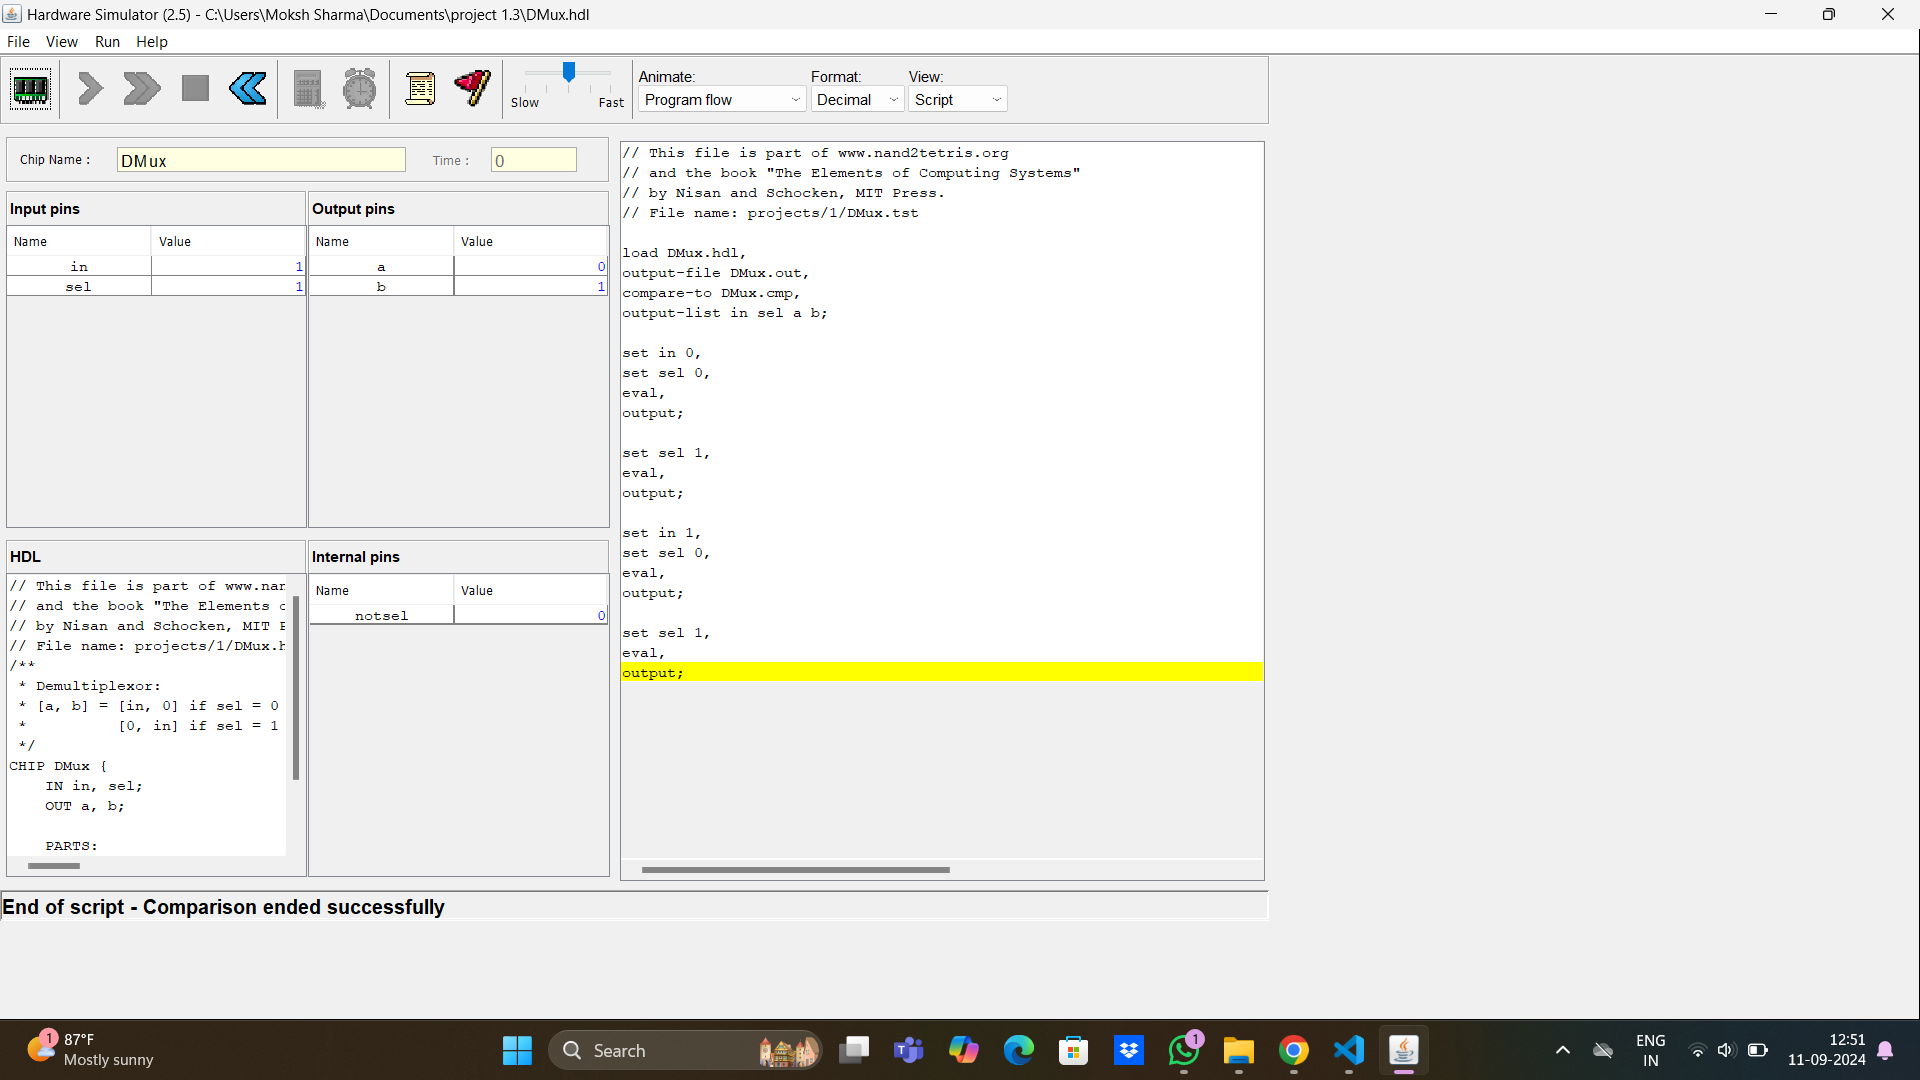 Hardware Simulator (2.5) - C:\Users\Moksh Sharma\Documents\project 1.3\DMux.hdl
File View Run Help
Slow Fast
Animate: Format: View:
Program flow Decimal Script
Chip Name : DMux Time : 0
Input pins
Name Value
in 1
sel 1
Output pins
Name Value
a 0
b 1
HDL
// This file is part of www.nan
// and the book "The Elements o
// by Nisan and Schocken, MIT P
// File name: projects/1/DMux.h
/**
* Demultiplexor:
* [a, b] = [in, 0] if sel = 0
* [0, in] if sel = 1
*/
CHIP DMux {
IN in, sel;
OUT a, b;
PARTS:
Internal pins
Name Value
notsel 0
// This file is part of www.nand2tetris.org
// and the book "The Elements of Computing Systems"
// by Nisan and Schocken, MIT Press.
// File name: projects/1/DMux.tst
load DMux.hdl,
output-file DMux.out,
compare-to DMux.cmp,
output-list in sel a b;
set in 0,
set sel 0,
eval,
output;
set sel 1,
eval,
output;
set in 1,
set sel 0,
eval,
output;
set sel 1,
eval,
output;
End of script - Comparison ended successfully
1
87°F
Mostly sunny
Search
1
ENG
IN
12:51
11-09-2024